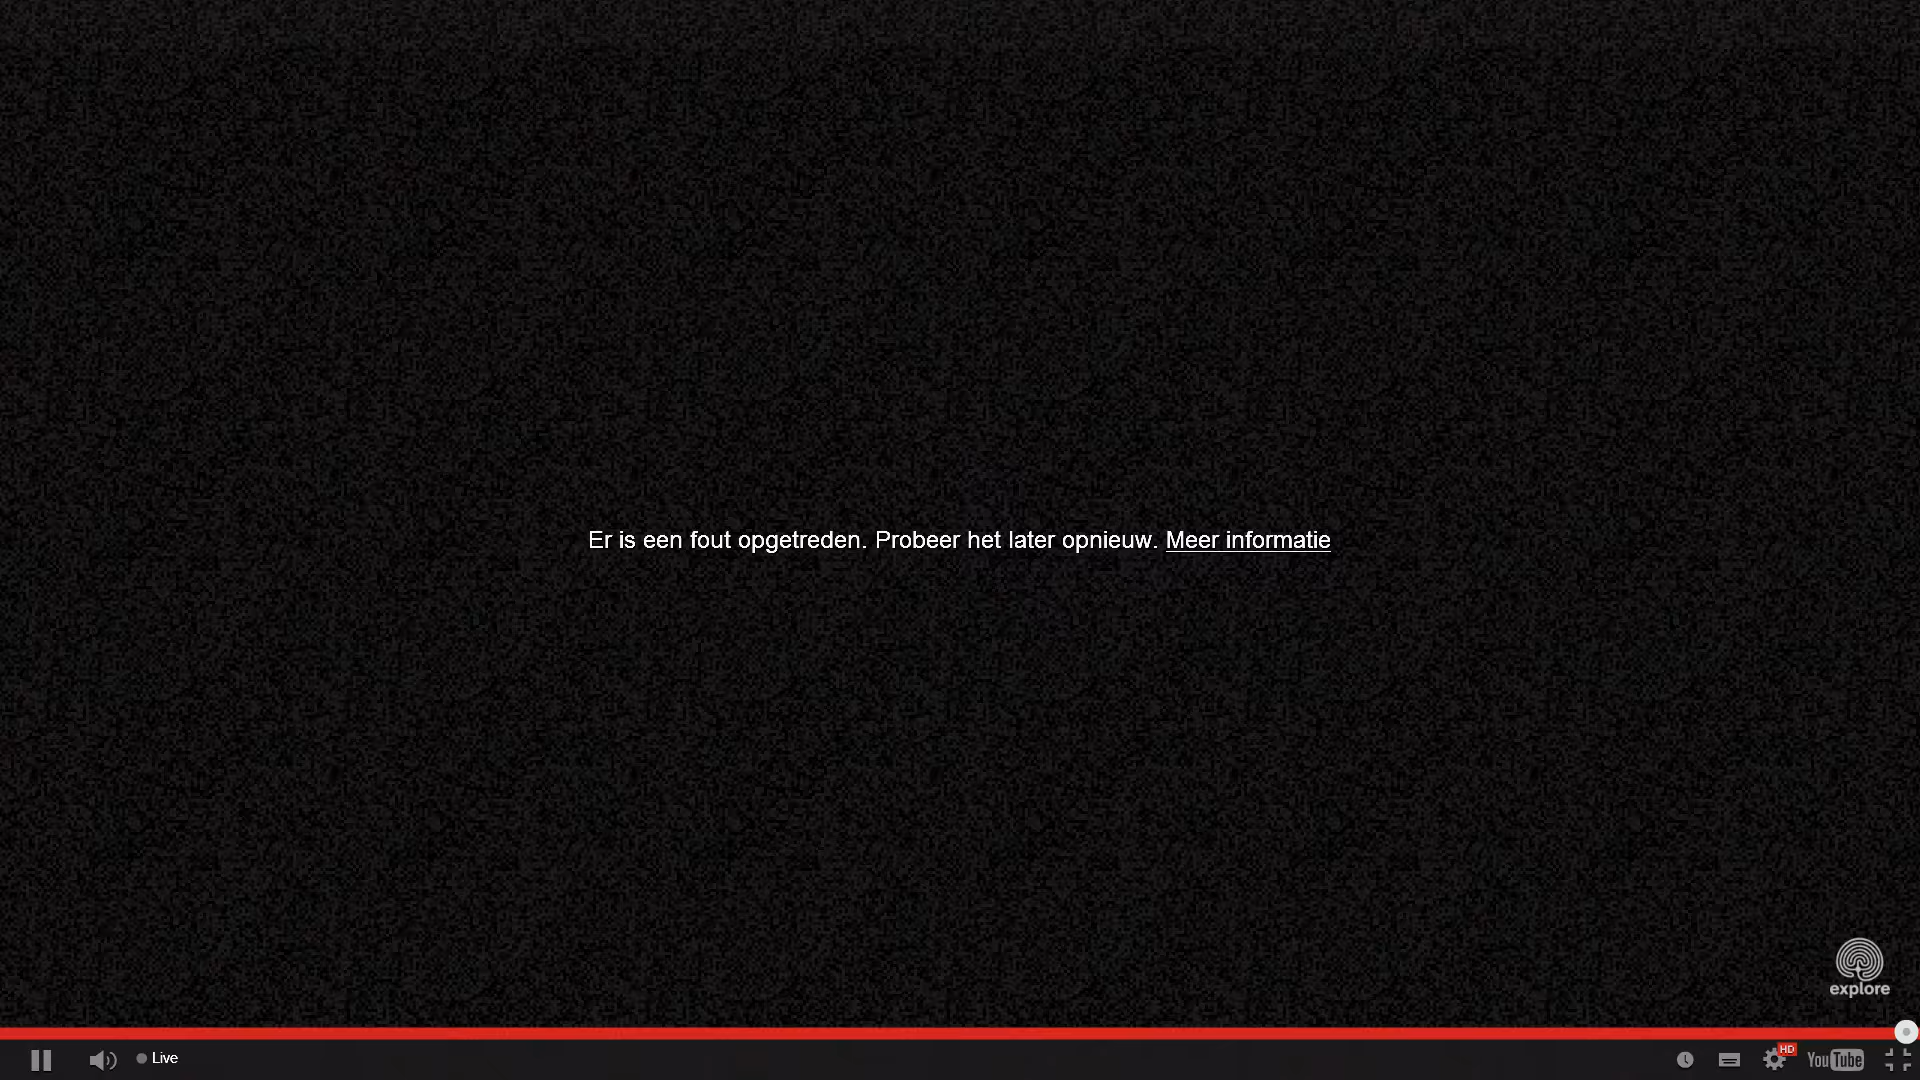 Er is een fout opgetreden. Probeer het later opnieuw. Meer informatie
explore
Live
HD
YouTube